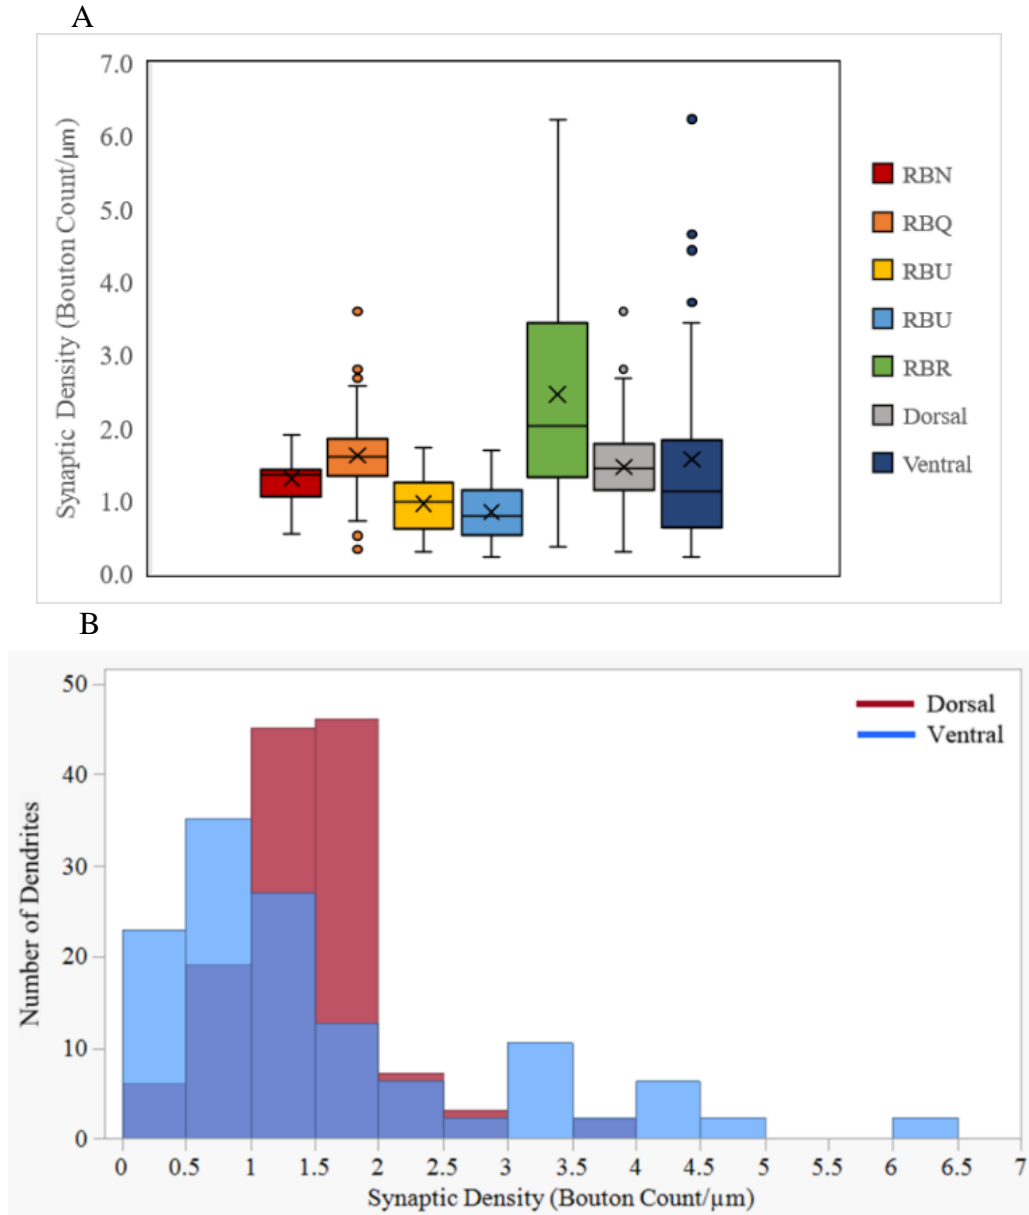 A
Synaptic Density (Bouton Count/µm)
7.0
6.0
5.0
4.0
3.0
2.0
1.0
0.0
RBN
RBQ
RBU
RBU
RBR
Dorsal
Ventral
B
Number of Dendrites
50
40
30
20
10
0
Dorsal
Ventral
0 0.5 1 1.5 2 2.5 3 3.5 4 4.5 5 5.5 6 6.5 7
Synaptic Density (Bouton Count/µm)